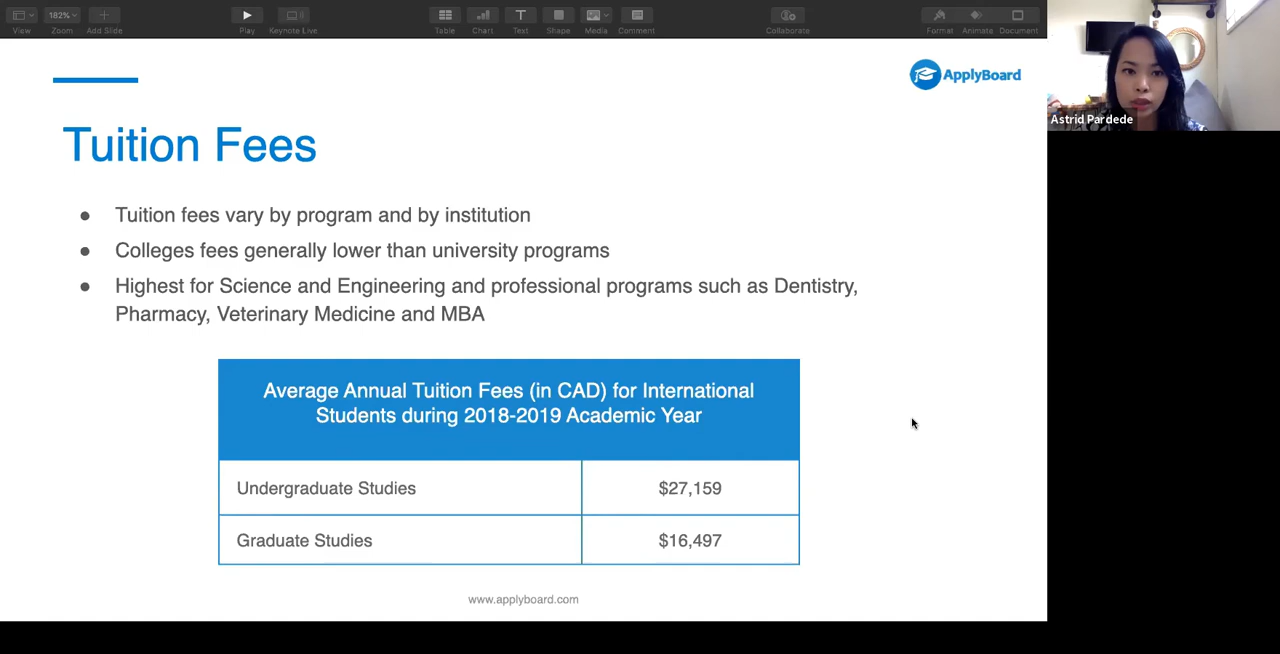 View
182%
Zoom
Add Slide
Play
Keynote Live
Table
Chart
Text
Shape
Media
Comment
Collaborate
Format
Animate
Document
ApplyBoard
Astrid Pardede
Tuition Fees
● Tuition fees vary by program and by institution
● Colleges fees generally lower than university programs
● Highest for Science and Engineering and professional programs such as Dentistry,
Pharmacy, Veterinary Medicine and MBA
Average Annual Tuition Fees (in CAD) for International
Students during 2018-2019 Academic Year
Undergraduate Studies $27,159
Graduate Studies $16,497
www.applyboard.com